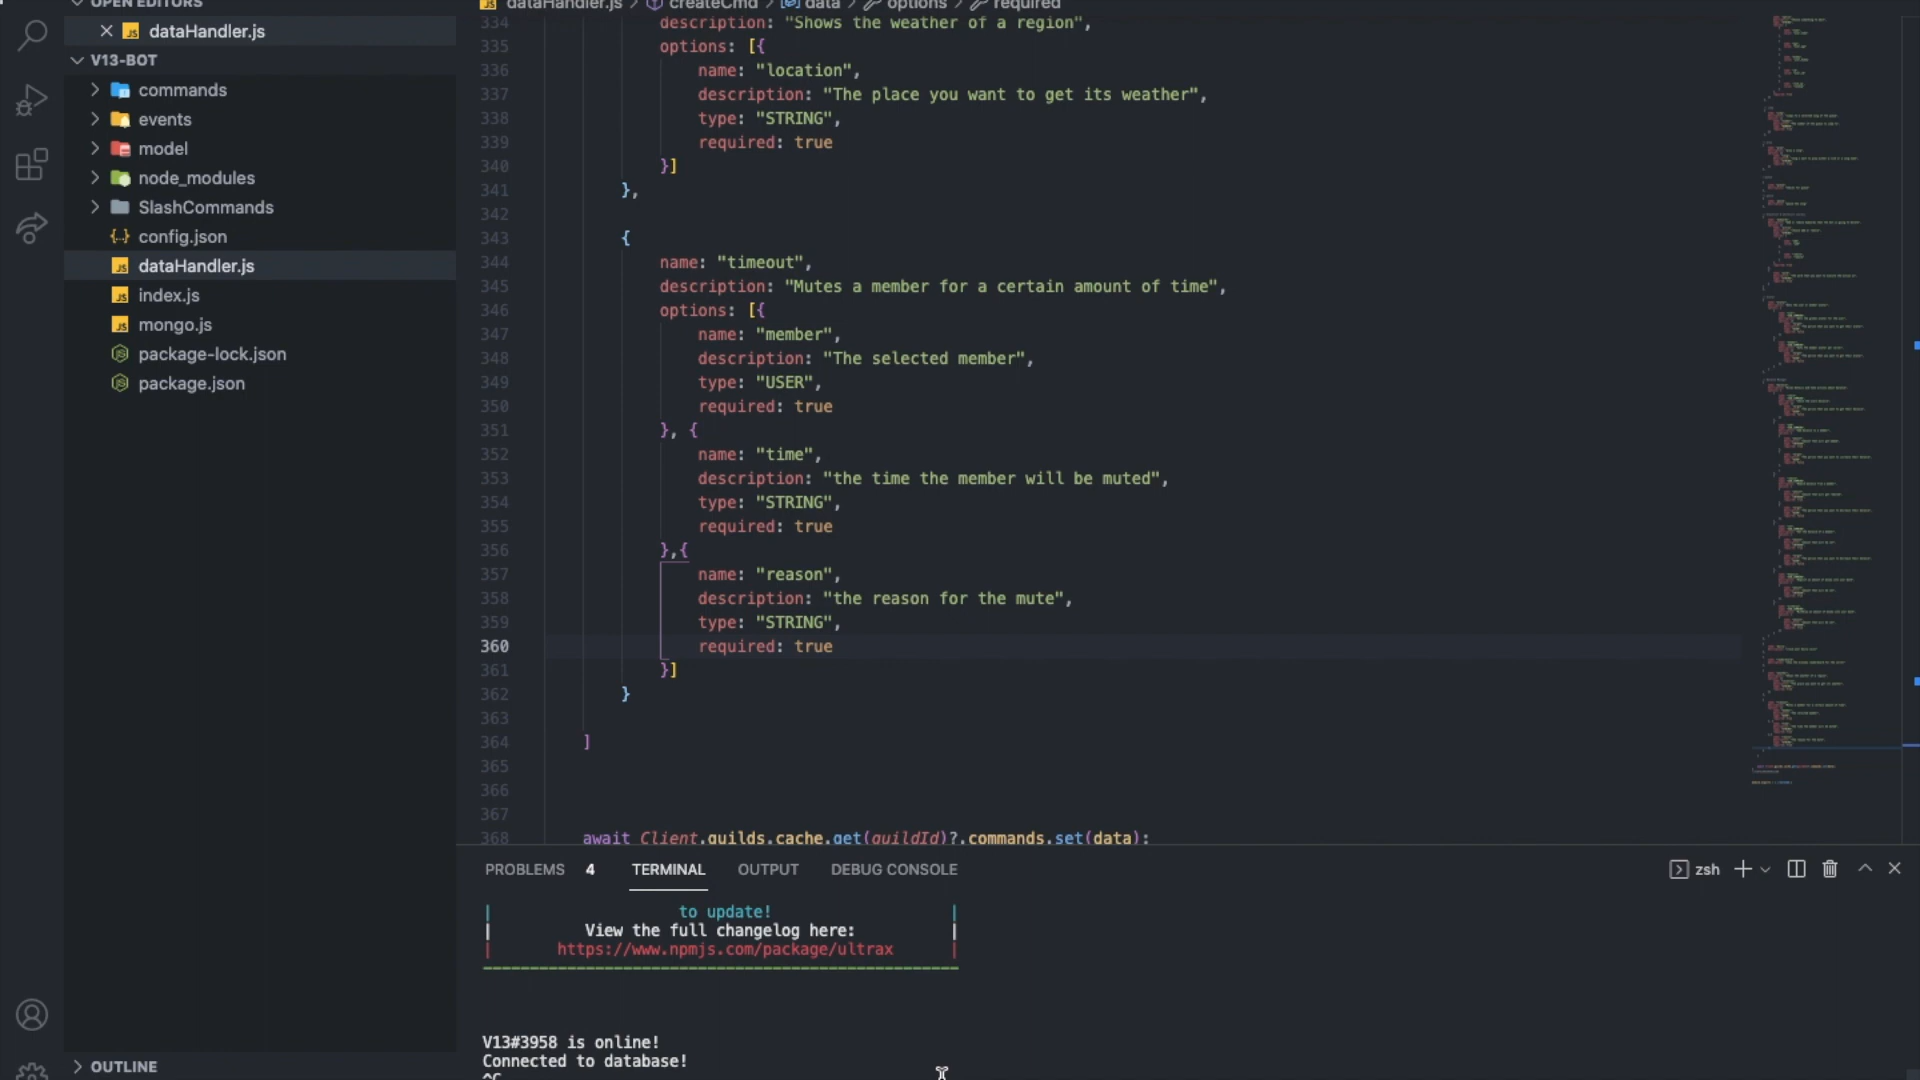 OPEN EDITORS
dataHandler.js
V13-BOT
commands
events
model
node_modules
SlashCommands
config.json
dataHandler.js
index.js
mongo.js
package-lock.json
package.json
OUTLINE
dataHandler.js > createCmd > data > options > required
334 description: "Shows the weather of a region",
335 options: [{
336 name: "location",
337 description: "The place you want to get its weather",
338 type: "STRING",
339 required: true
340 }]
341 },
342
343 {
344 name: "timeout",
345 description: "Mutes a member for a certain amount of time",
346 options: [{
347 name: "member",
348 description: "The selected member",
349 type: "USER",
350 required: true
351 }, {
352 name: "time",
353 description: "the time the member will be muted",
354 type: "STRING",
355 required: true
356 },{
357 name: "reason",
358 description: "the reason for the mute",
359 type: "STRING",
360 required: true
361 }]
362 }
363
364 ]
365
366
367
368 await Client.guilds.cache.get(guildId)?.commands.set(data);
PROBLEMS 4 TERMINAL OUTPUT DEBUG CONSOLE zsh
| to update! |
| View the full changelog here: |
| https://www.npmjs.com/package/ultrax |
V13#3958 is online!
Connected to database!
^C